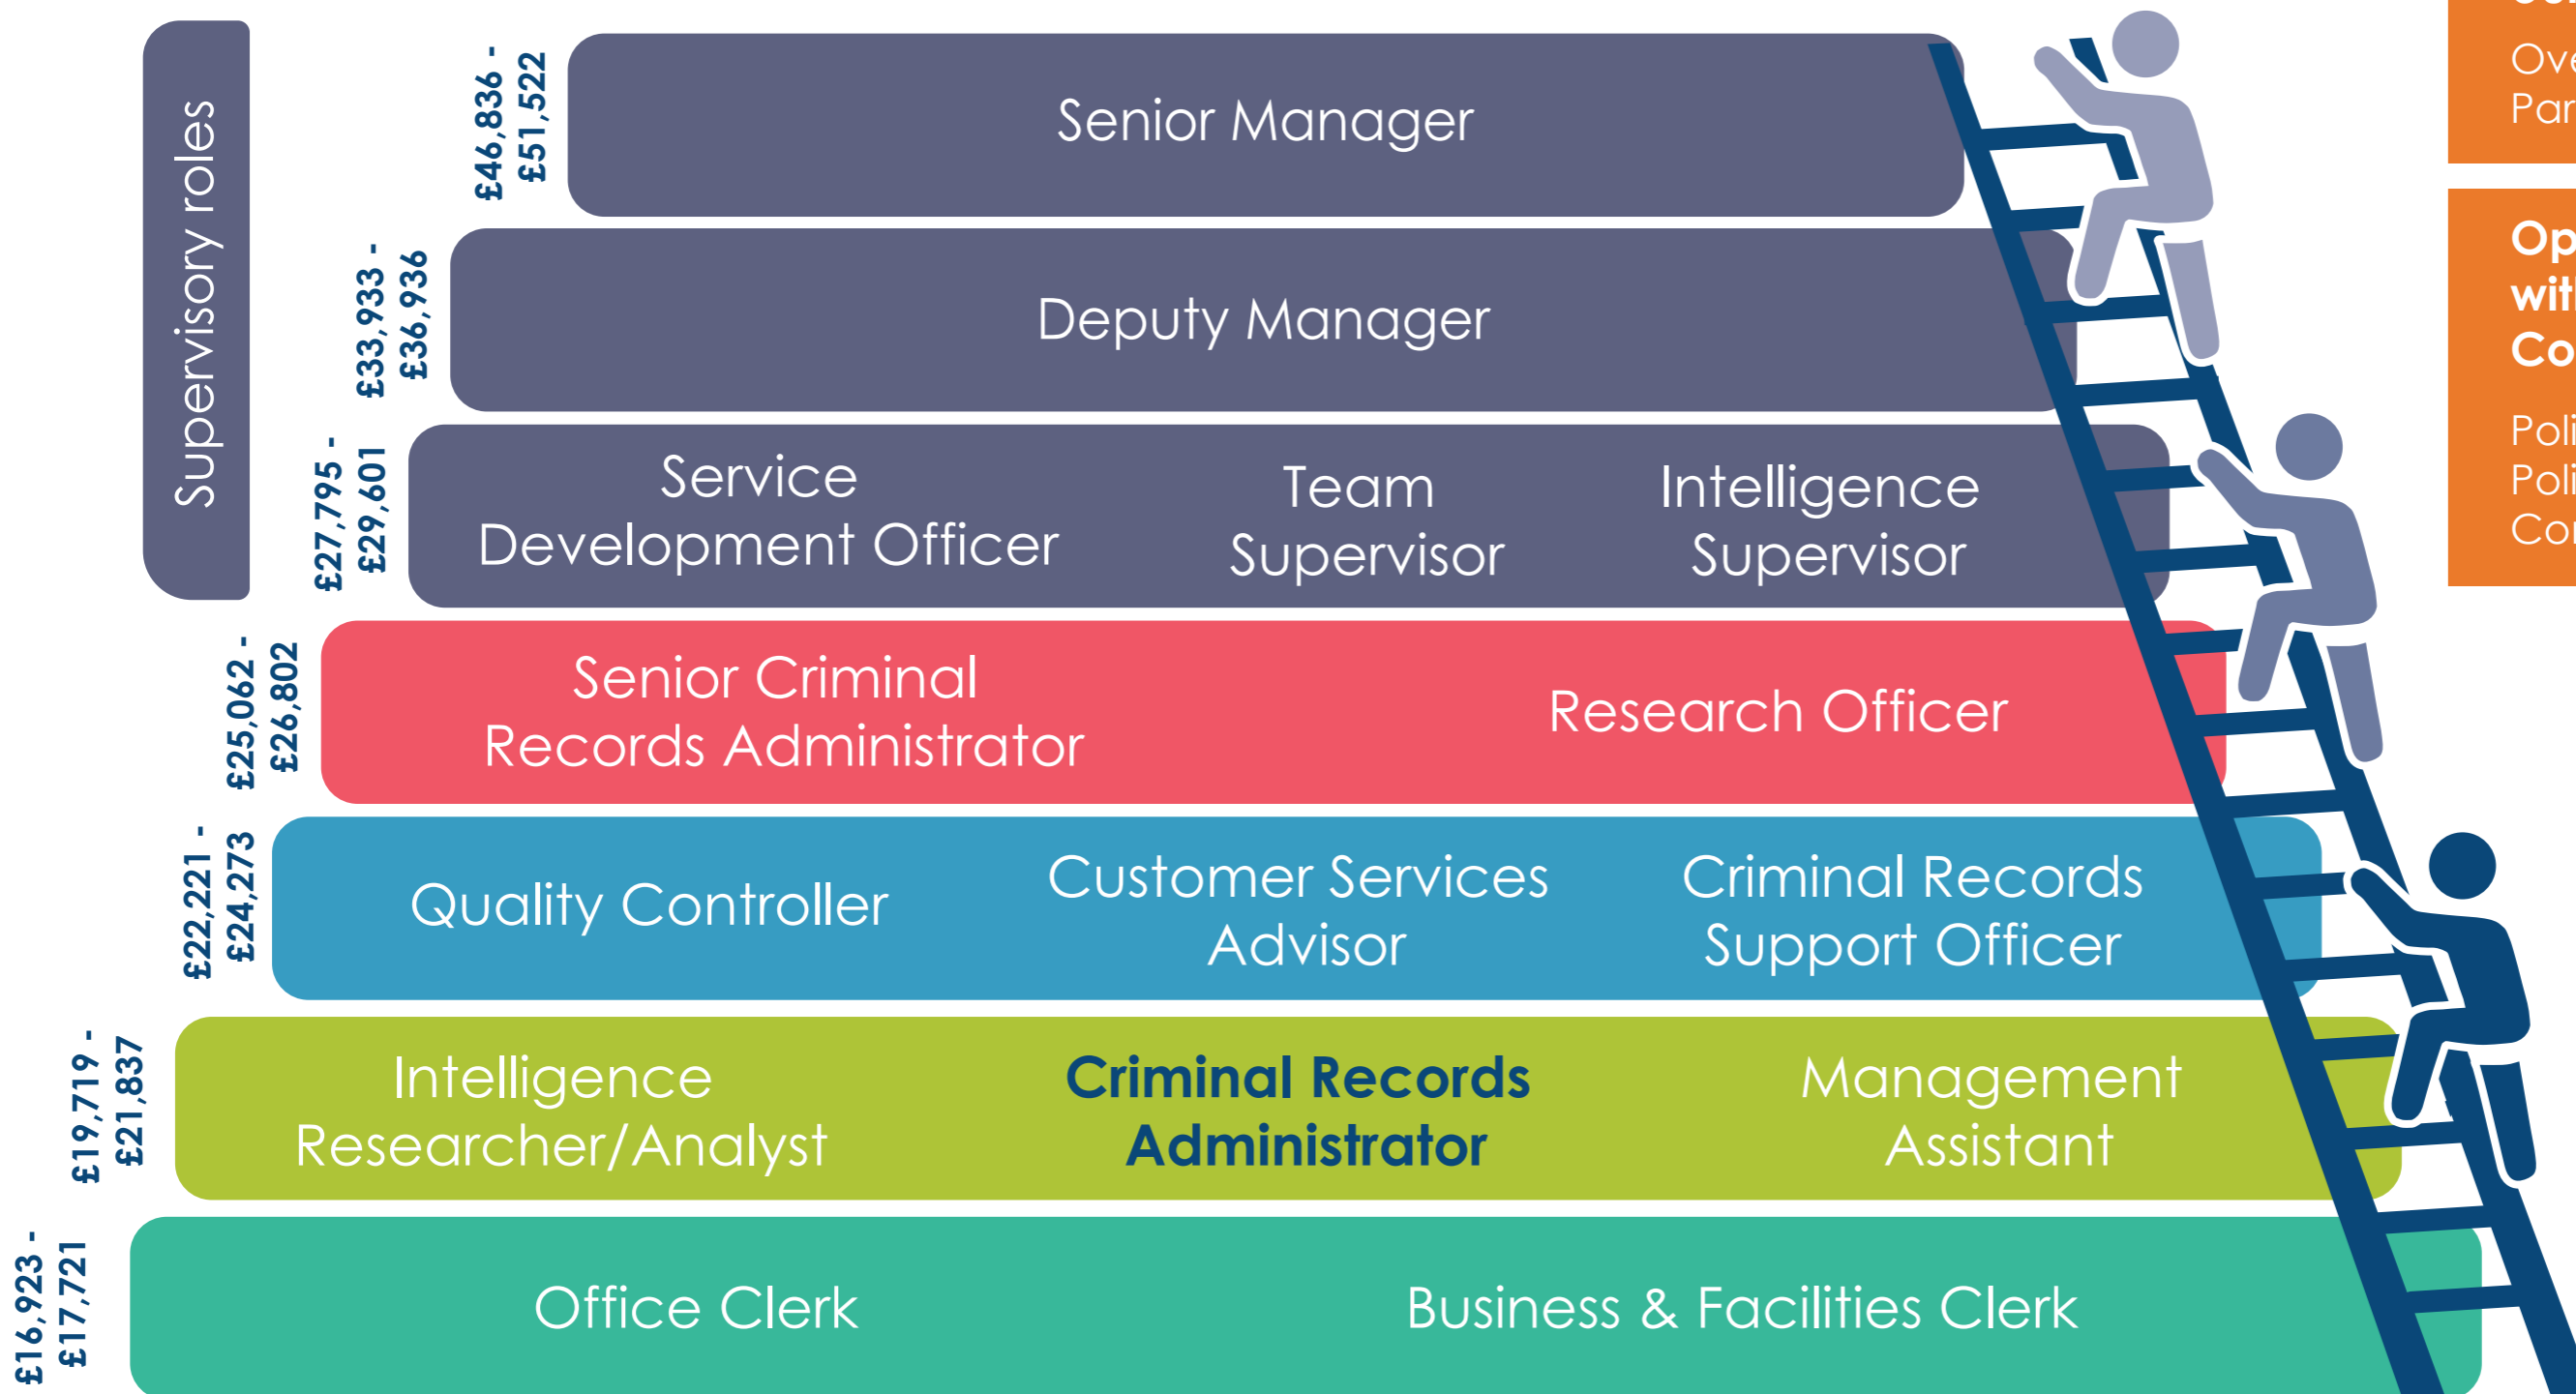 Supervisory roles
£46,836 -
£51,522
Senior Manager
£33,933 -
£36,936
Deputy Manager
£27,795 -
£29,601
Service
Development Officer
Team
Supervisor
Intelligence
Supervisor
£25,062 -
£26,802
Senior Criminal
Records Administrator
Research Officer
£22,221 -
£24,273
Quality Controller
Customer Services
Advisor
Criminal Records
Support Officer
£19,719 -
£21,837
Intelligence
Researcher/Analyst
Criminal Records
Administrator
Management
Assistant
£16,923 -
£17,721
Office Clerk
Business & Facilities Clerk